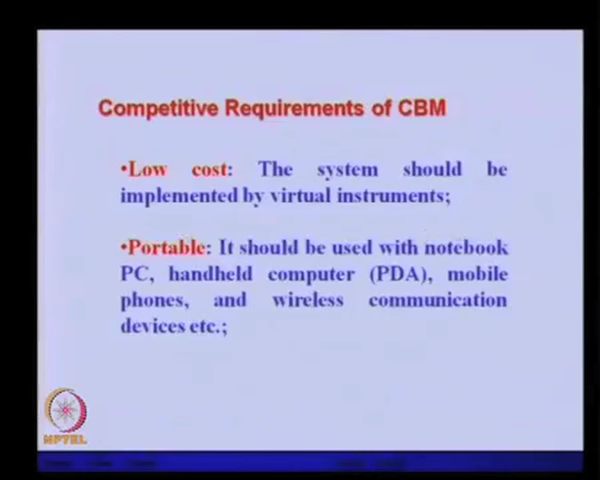 Competitive Requirements of CBM
•Low cost: The system should be
implemented by virtual instruments;
•Portable: It should be used with notebook
PC, handheld computer (PDA), mobile
phones, and wireless communication
devices etc.;
NPTEL